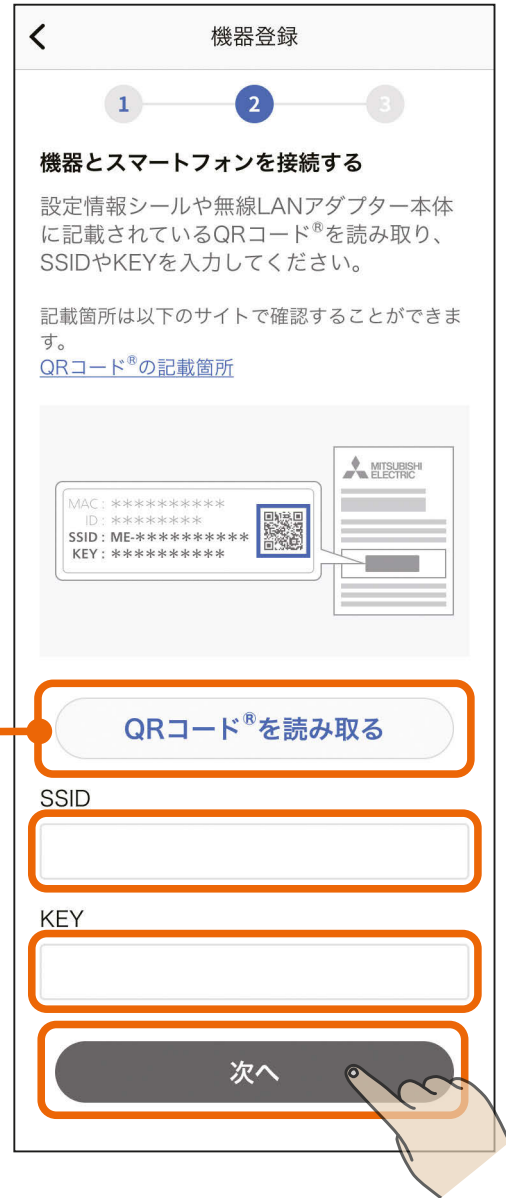 機器登録
1 2 3
機器とスマートフォンを接続する
設定情報シールや無線LANアダプター本体
に記載されているQRコード®を読み取り、
SSIDやKEYを入力してください。
記載箇所は以下のサイトで確認することができま
す。
QRコード®の記載箇所
MITSUBISHI
ELECTRIC
MAC : **********
ID : ********
SSID : ME-**********
KEY : **********
QRコード®を読み取る
SSID
KEY
次へ